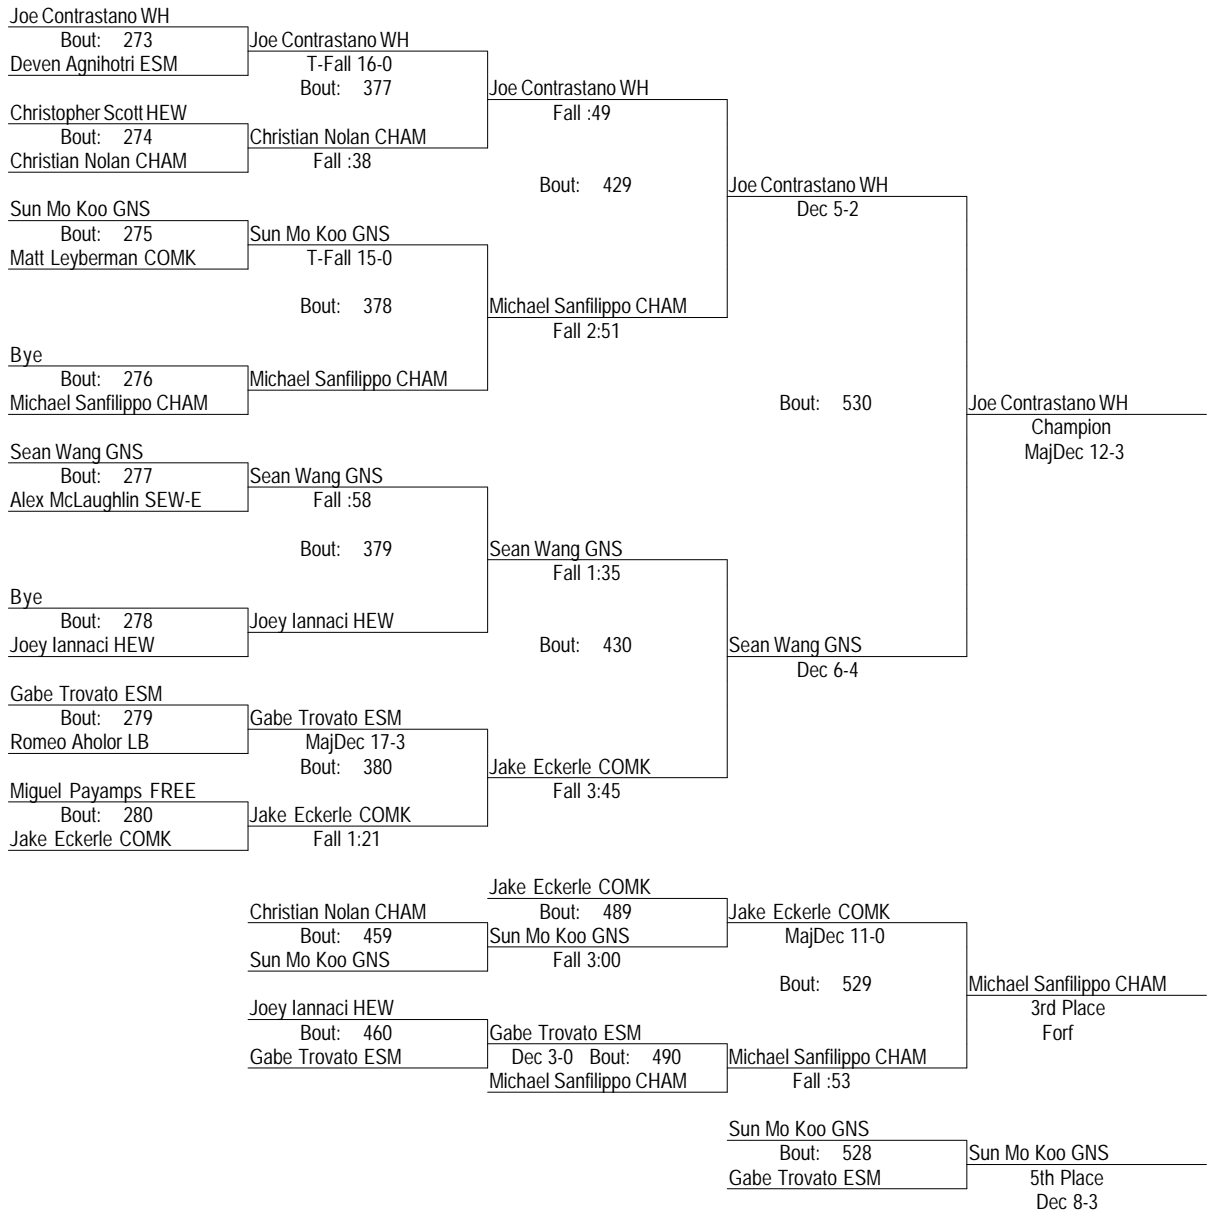 Joe Contrastano WH
Bout: 273
Joe Contrastano WH
Deven Agnihotri ESM
T-Fall 16-0
Bout: 377
Joe Contrastano WH
Christopher Scott HEW
Fall :49
Bout: 274
Christian Nolan CHAM
Christian Nolan CHAM
Fall :38
Bout: 429
Joe Contrastano WH
Sun Mo Koo GNS
Dec 5-2
Bout: 275
Sun Mo Koo GNS
Matt Leyberman COMK
T-Fall 15-0
Bout: 378
Michael Sanfilippo CHAM
Fall 2:51
Bye
Bout: 276
Michael Sanfilippo CHAM
Michael Sanfilippo CHAM
Bout: 530
Joe Contrastano WH
Champion
MajDec 12-3
Sean Wang GNS
Bout: 277
Sean Wang GNS
Alex McLaughlin SEW-E
Fall :58
Bout: 379
Sean Wang GNS
Fall 1:35
Bye
Bout: 278
Joey Iannaci HEW
Joey Iannaci HEW
Bout: 430
Sean Wang GNS
Dec 6-4
Gabe Trovato ESM
Bout: 279
Gabe Trovato ESM
Romeo Aholor LB
MajDec 17-3
Bout: 380
Jake Eckerle COMK
Fall 3:45
Miguel Payamps FREE
Bout: 280
Jake Eckerle COMK
Jake Eckerle COMK
Fall 1:21
Jake Eckerle COMK
Christian Nolan CHAM
Bout: 489
Jake Eckerle COMK
Bout: 459
Sun Mo Koo GNS
MajDec 11-0
Sun Mo Koo GNS
Fall 3:00
Bout: 529
Michael Sanfilippo CHAM
3rd Place
Forf
Joey Iannaci HEW
Bout: 460
Gabe Trovato ESM
Gabe Trovato ESM
Dec 3-0 Bout: 490
Michael Sanfilippo CHAM
Michael Sanfilippo CHAM
Fall :53
Sun Mo Koo GNS
Bout: 528
Sun Mo Koo GNS
Gabe Trovato ESM
5th Place
Dec 8-3